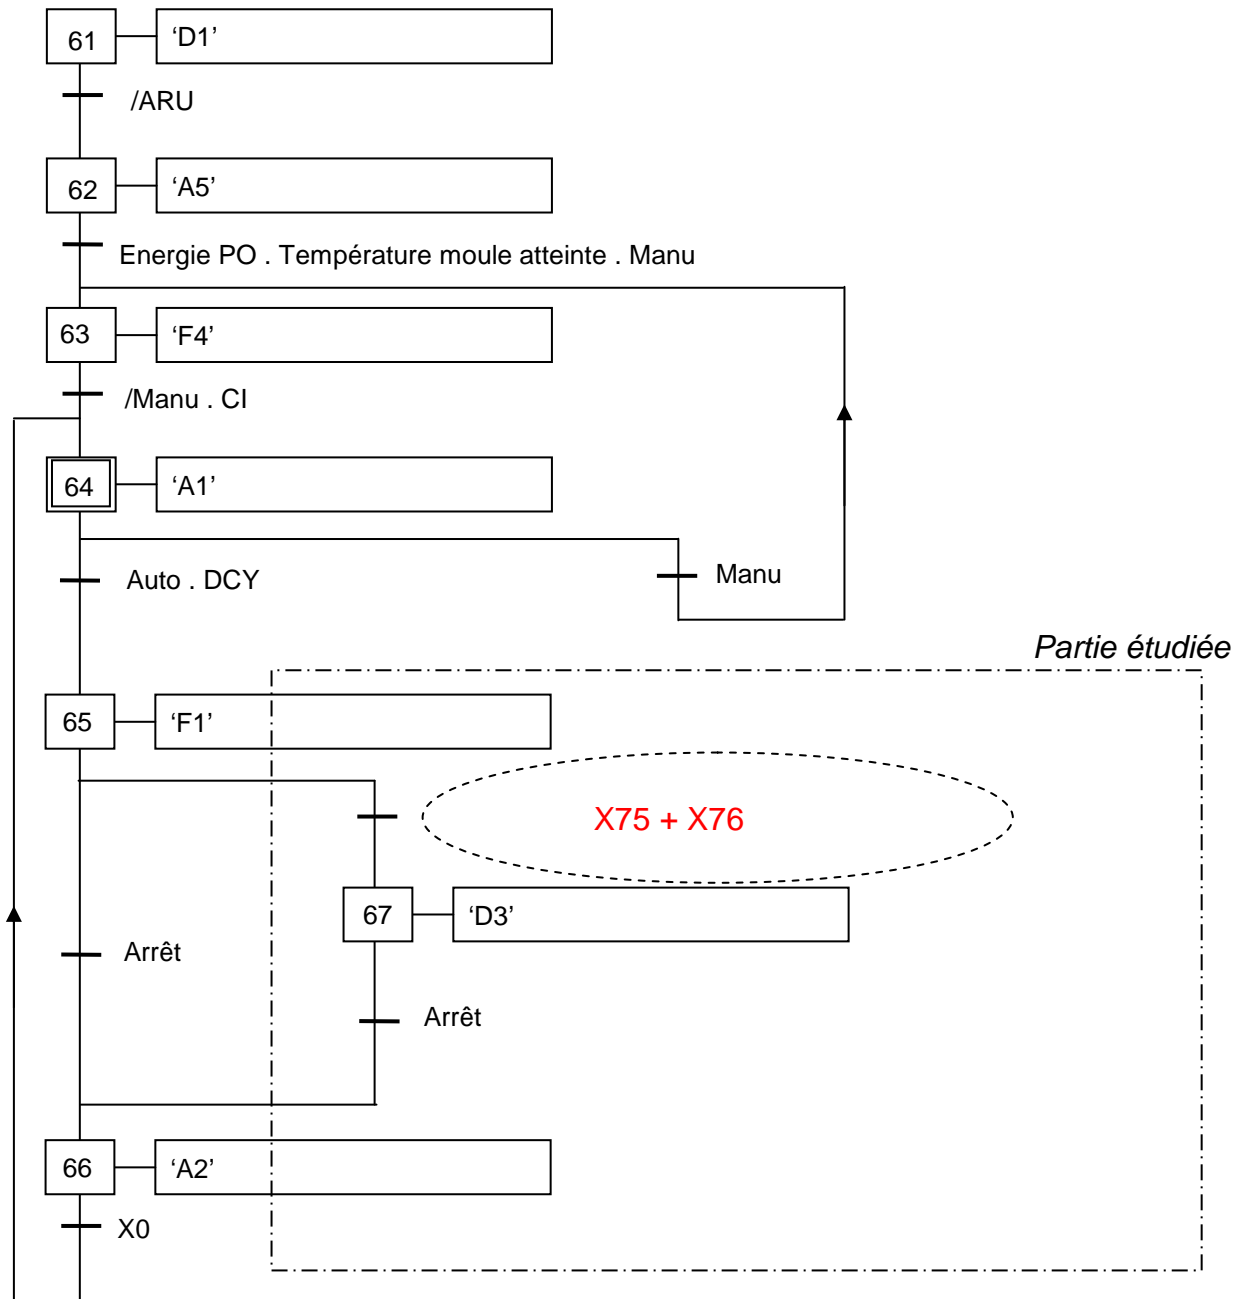 61 ‘D1’
/ARU
62 ‘A5’
Energie PO . Température moule atteinte . Manu
63 ‘F4’
/Manu . CI
64 ‘A1’
Auto . DCY
Manu
Partie étudiée
65 ‘F1’
X75 + X76
67 ‘D3’
Arrêt
Arrêt
66 ‘A2’
X0